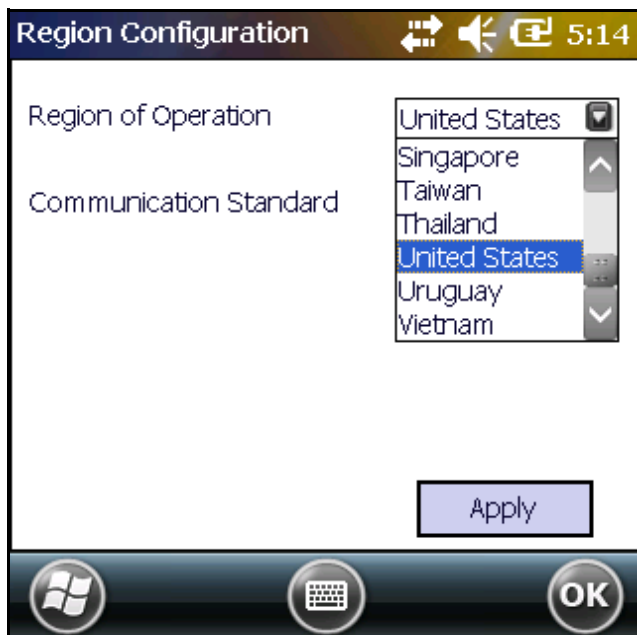 Region Configuration 5:14
Region of Operation
United States
Singapore
Taiwan
Thailand
United States
Uruguay
Vietnam
Communication Standard
Apply
OK